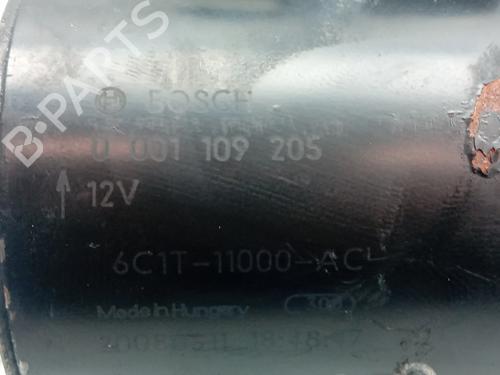 B-PARTS
BOSCH
0 001 109 205
12V
6C1T-11000-AC
Made in Hungary